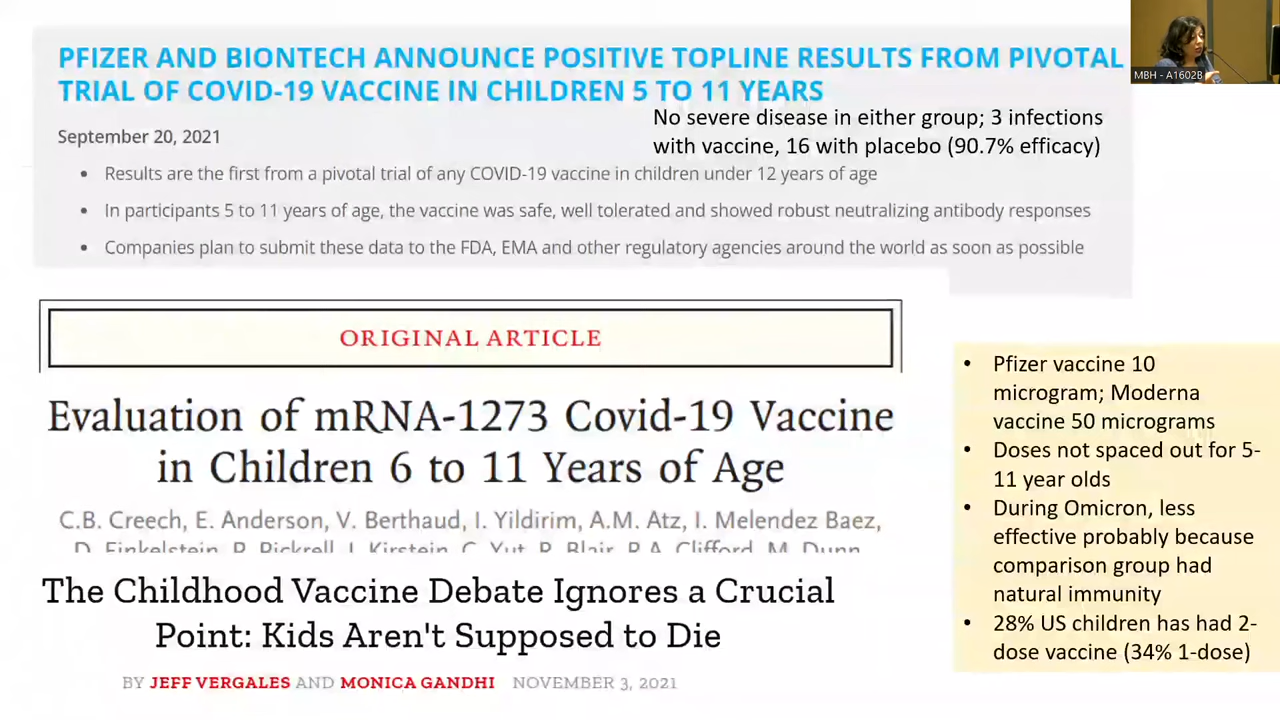 PFIZER AND BIONTECH ANNOUNCE POSITIVE TOPLINE RESULTS FROM PIVOTAL
TRIAL OF COVID-19 VACCINE IN CHILDREN 5 TO 11 YEARS
MBH - A1602B
No severe disease in either group; 3 infections
with vaccine, 16 with placebo (90.7% efficacy)
September 20, 2021
• Results are the first from a pivotal trial of any COVID-19 vaccine in children under 12 years of age
• In participants 5 to 11 years of age, the vaccine was safe, well tolerated and showed robust neutralizing antibody responses
• Companies plan to submit these data to the FDA, EMA and other regulatory agencies around the world as soon as possible
ORIGINAL ARTICLE
Evaluation of mRNA-1273 Covid-19 Vaccine
in Children 6 to 11 Years of Age
C.B. Creech, E. Anderson, V. Berthaud, I. Yildirim, A.M. Atz, I. Melendez Baez,
D. Finkelstein, P. Pickrell, J. Kirstein, C. Yut, R. Blair, R.A. Clifford, M. Dunn
The Childhood Vaccine Debate Ignores a Crucial
Point: Kids Aren't Supposed to Die
BY JEFF VERGALES AND MONICA GANDHI NOVEMBER 3, 2021
• Pfizer vaccine 10
microgram; Moderna
vaccine 50 micrograms
• Doses not spaced out for 5-
11 year olds
• During Omicron, less
effective probably because
comparison group had
natural immunity
• 28% US children has had 2-
dose vaccine (34% 1-dose)